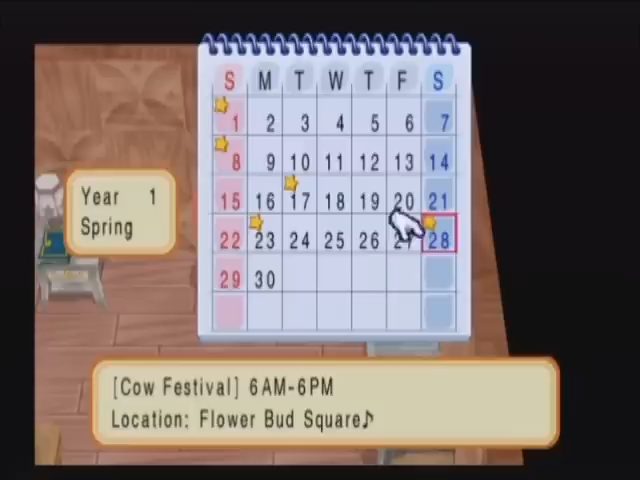 S M T W T F S
1 2 3 4 5 6 7
8 9 10 11 12 13 14
15 16 17 18 19 20 21
22 23 24 25 26 27 28
29 30
Year 1
Spring
[Cow Festival] 6AM-6PM
Location: Flower Bud Square♪